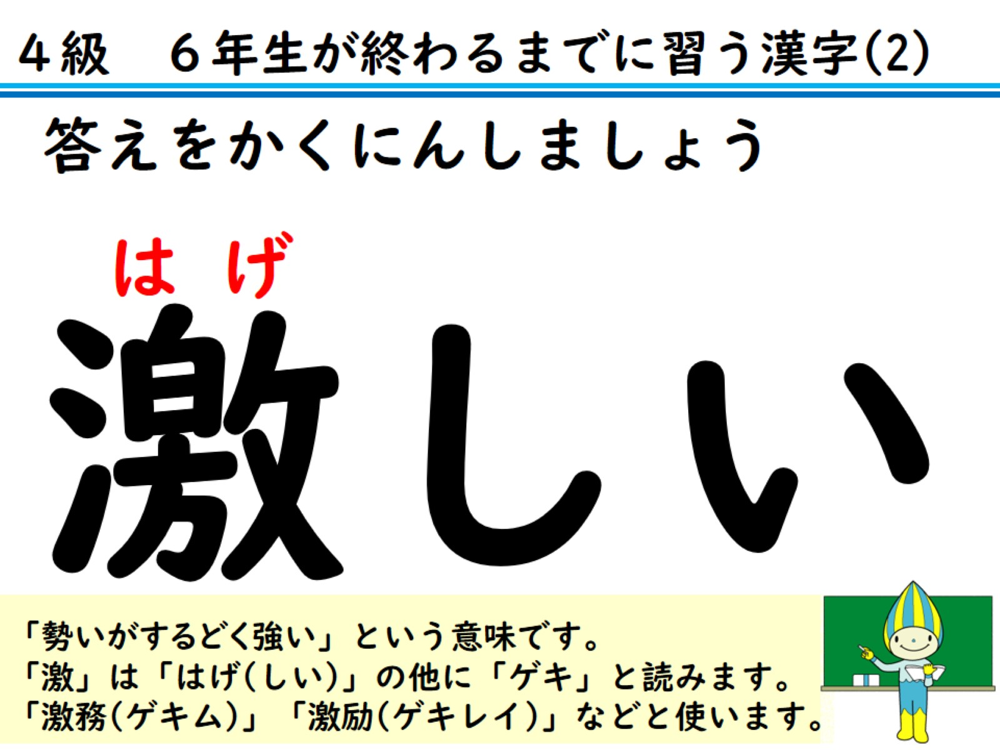 ４級　６年生が終わるまでに習う漢字(2)
答えをかくにんしましょう
はげ
激しい
「勢いがするどく強い」という意味です。
「激」は「はげ(しい)」の他に「ゲキ」と読みます。
「激務(ゲキム)」「激励(ゲキレイ)」などと使います。